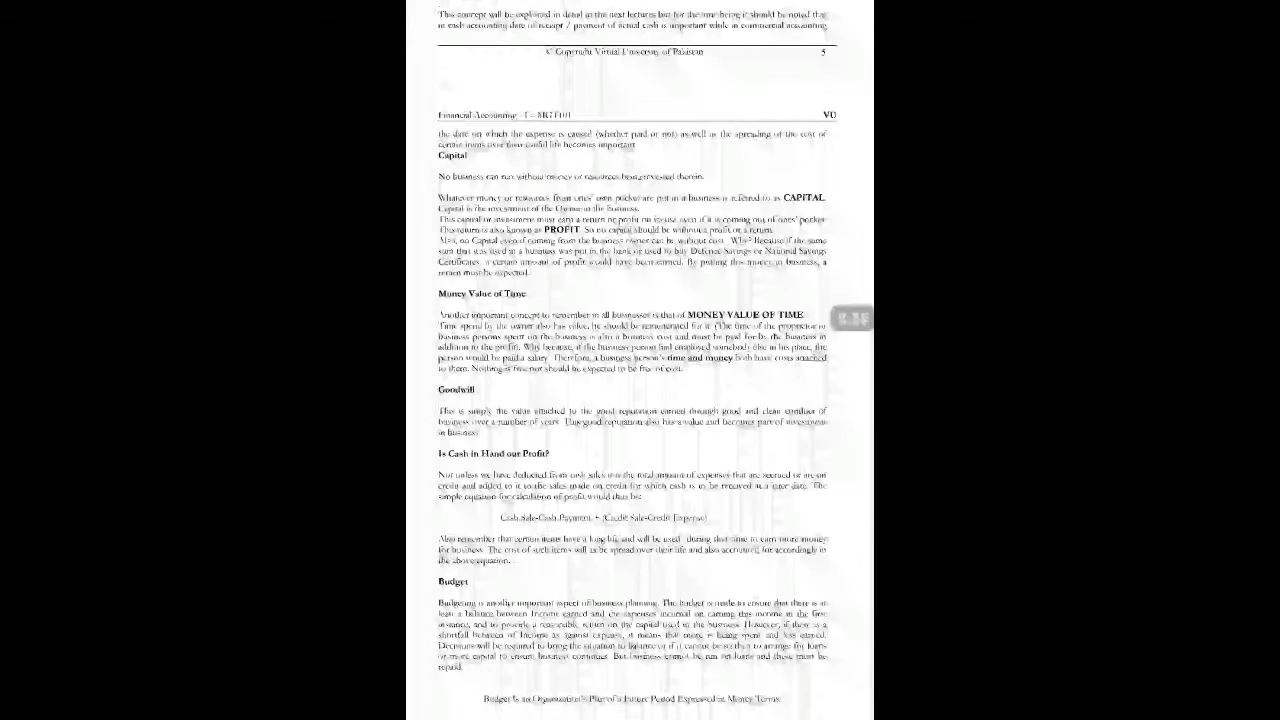 This concept will be explained in detail in the next lectures but for the time being it should be noted that
in cash accounting date of receipt / payment of actual cash is important while in commercial accounting
© Copyright Virtual University of Pakistan 5
Financial Accounting - I – MGT101 VU
the date on which the expense is caused (whether paid or not) as well as the spreading of the cost of
certain items over their useful life becomes important
Capital
No business can run without money or resources being invested therein.
Whatever money or resources from ones' own pocket are put in a business is referred to as CAPITAL.
Capital is the investment of the Owner in the business.
This capital or investment must earn a return or profit on its use even if it is coming out of ones' pocket.
This return is also known as PROFIT. So no capital should be without a profit or a return.
Also, no Capital even if coming from the business owner can be without cost. Why? Because if the same
sum that was used in a business was put in the bank or used to buy Defence Savings or National Savings
Certificates, a certain amount of profit would have been earned. By putting this money in business, a
return must be expected.
Money Value of Time
Another important concept to remember in all businesses is that of MONEY VALUE OF TIME
Time spend by the owner also has value, he should be remunerated for it. (The time of the proprietor or
business persons spent on the business is also a business cost and must be paid for by the business in
addition to the profit). Why because, if the business person had employed somebody else in his place, the
person would be paid a salary. Therefore, a business person's time and money both have costs attached
to them. Nothing is free nor should be expected to be free of cost.
Goodwill
This is simply the value attached to the good reputation earned through good and clean conduct of
business over a number of years. This good reputation also has a value and becomes part of investment
in business.
Is Cash in Hand our Profit?
Not unless we have deducted from cash sales the total amount of expenses that are accrued or are on
credit and added to it to the sales made on credit for which cash is to be received at a later date. The
simple equation for calculation of profit would thus be:
Cash Sale-Cash Payment + (Credit Sale-Credit Expense)
Also remember that certain items have a long life and will be used during that time to earn more money
for business. The cost of such items will as be spread over their life and also accounted for accordingly in
the above equation.
Budget
Budgeting is another important aspect of business planning. The budget is made to ensure that there is at
least a balance between Income earned and the expenses incurred on earning this income in the first
instance, and to provide a reasonable return on the capital used in the business. However, if there is a
shortfall between of Income as against expenses, it means that more is being spent and less earned.
Decisions will be required to bring the situation to balance or if it cannot be so then to arrange for loans
or more capital to ensure business continues. But business cannot be run on loans and these must be
repaid.
Budget Is an Organization's Plan of a Future Period Expressed in Money Terms